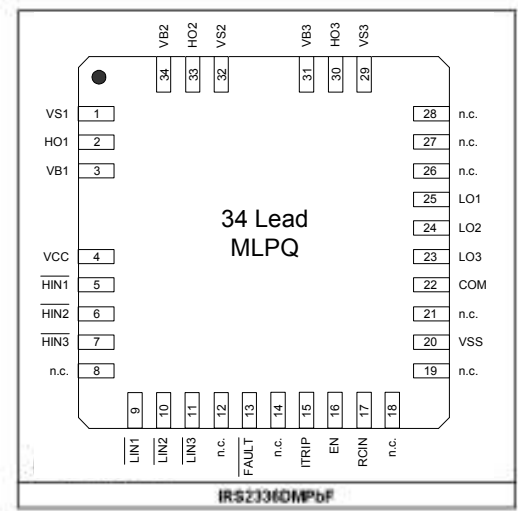 VB2 HO2 VS2 VB3 HO3 VS3
34 33 32 31 30 29
VS1 1 28 n.c.
HO1 2 27 n.c.
VB1 3 26 n.c.
25 LO1
34 Lead
24 LO2
MLPQ
VCC 4 23 LO3
HIN1 5 22 COM
HIN2 6 21 n.c.
HIN3 7 20 VSS
n.c. 8 19 n.c.
9 10 11 12 13 14 15 16 17 18
LIN1 LIN2 LIN3 n.c. FAULT n.c. ITRIP EN RCIN n.c.
IRS2336DMPbF